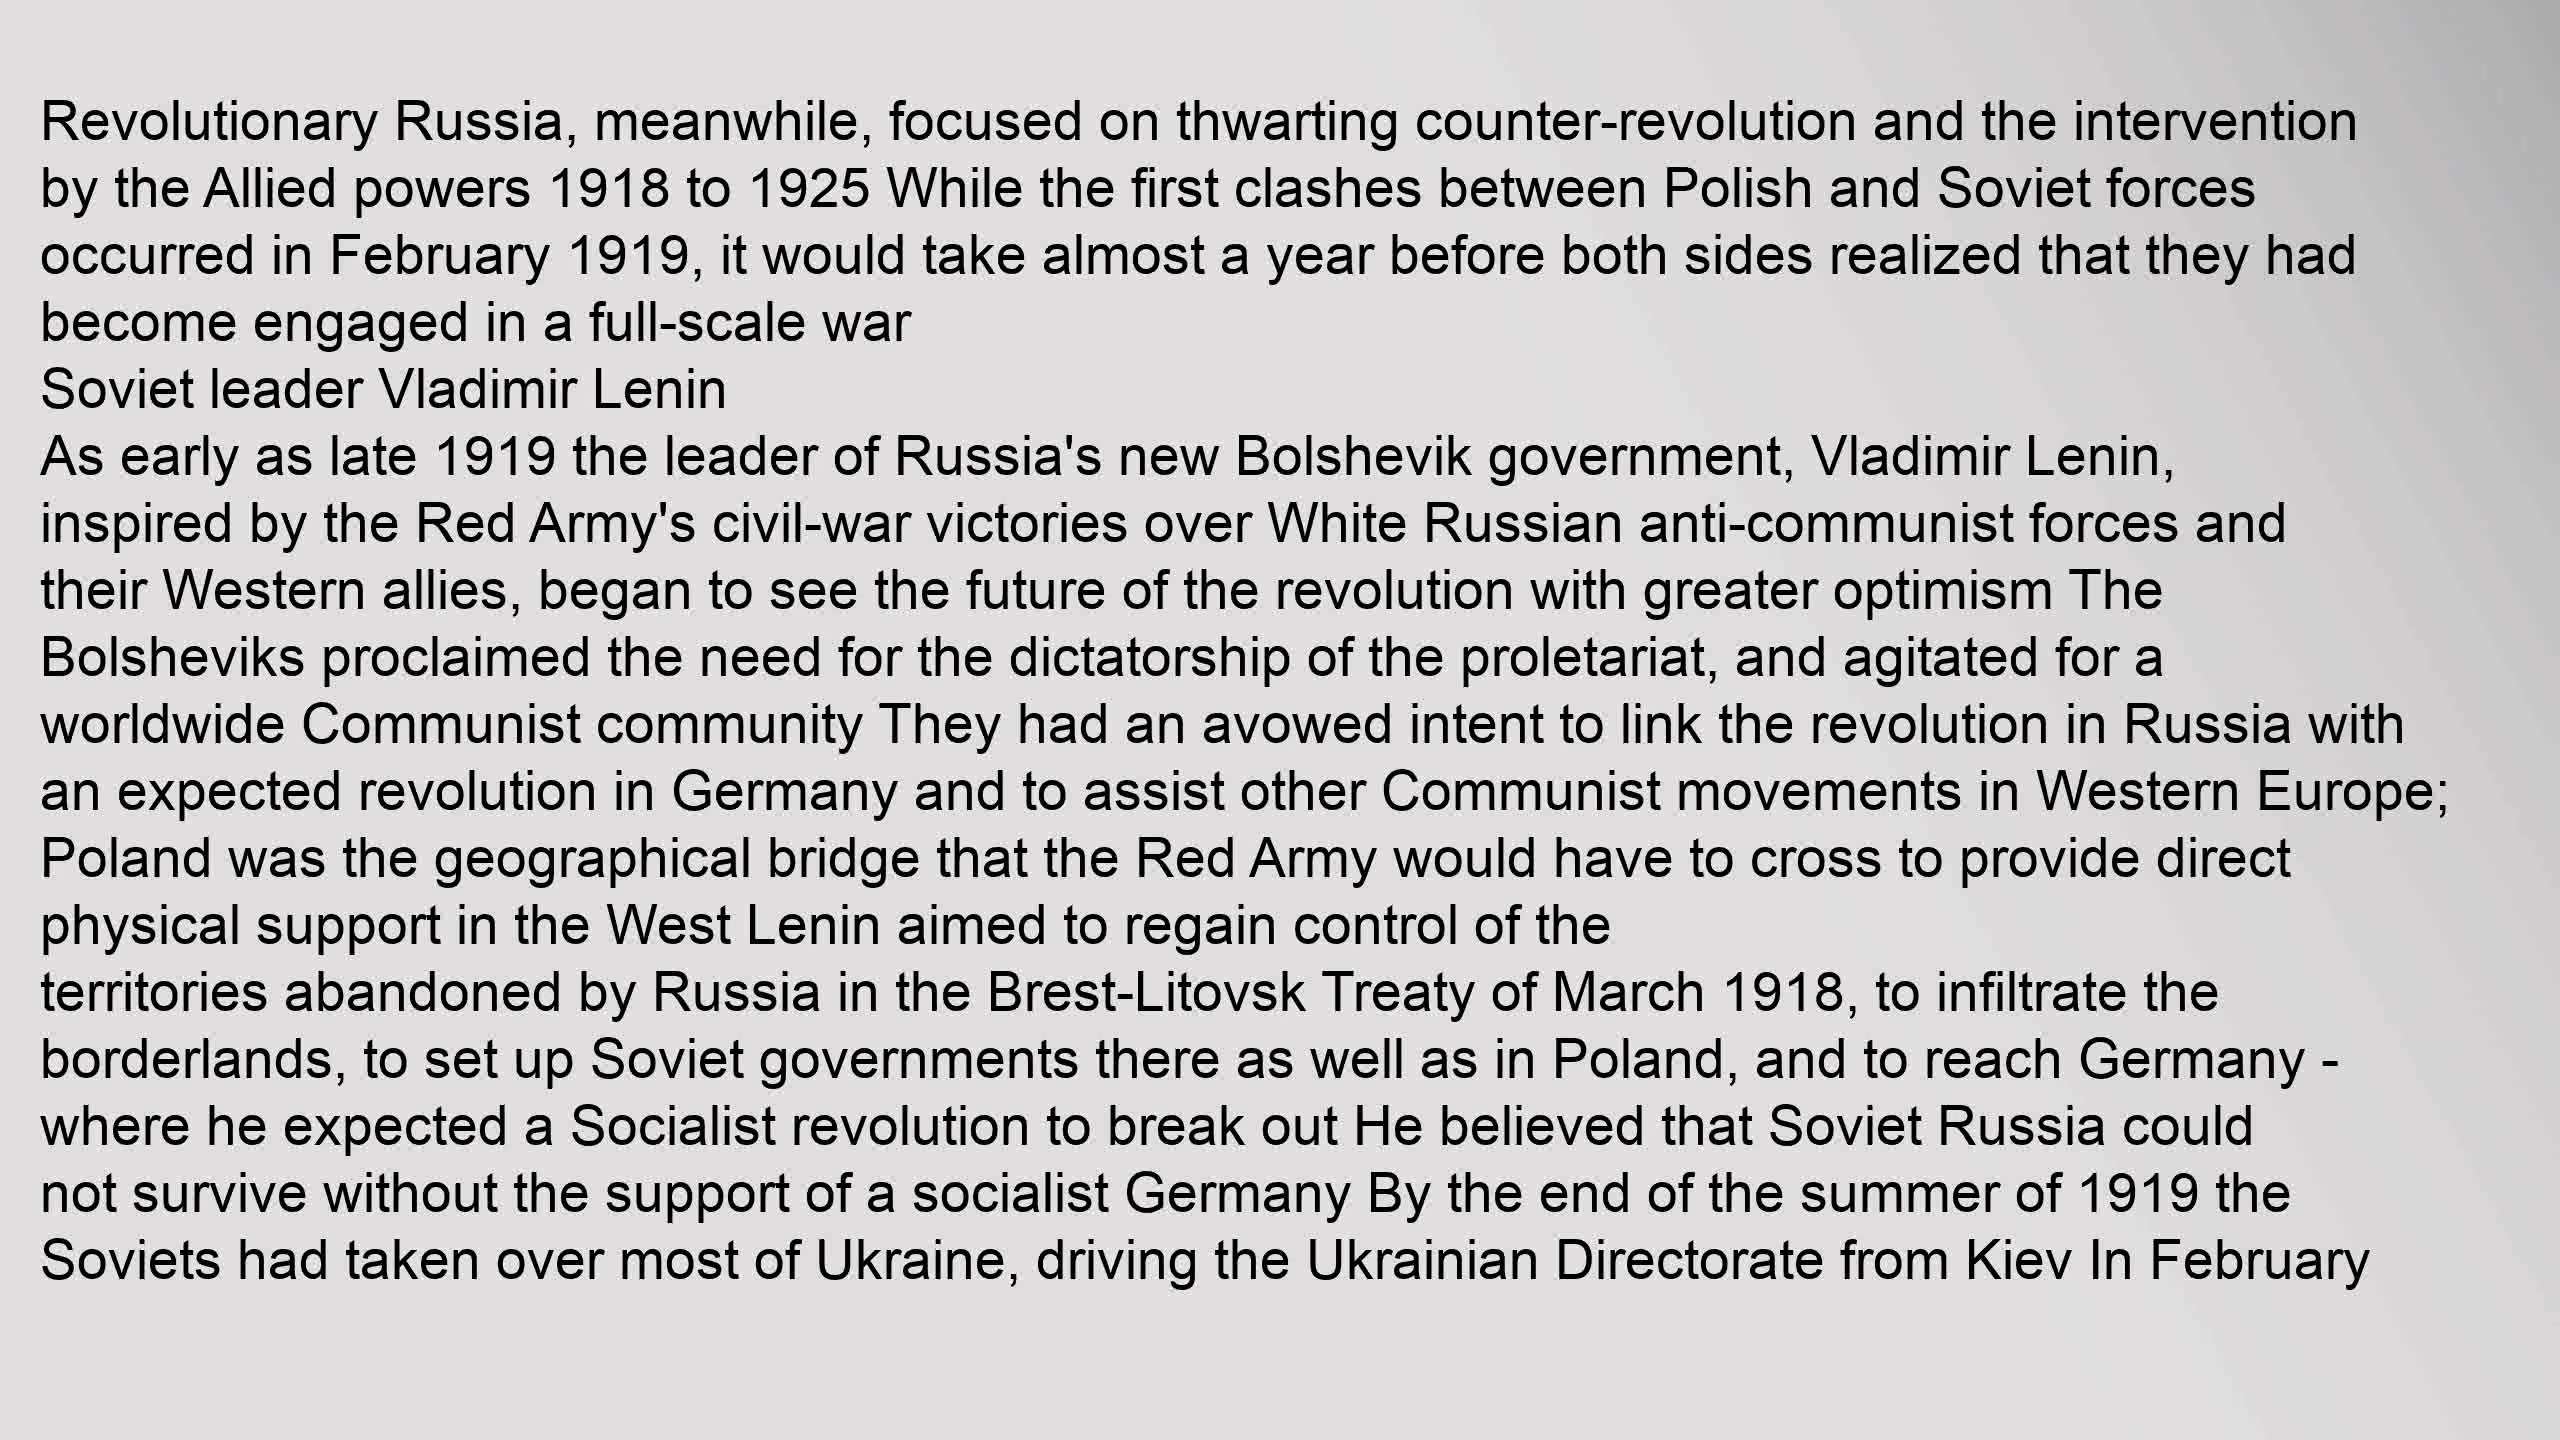 Revolutionary Russia, meanwhile, focused on thwarting counter-revolution and the intervention
by the Allied powers 1918 to 1925 While the first clashes between Polish and Soviet forces
occurred in February 1919, it would take almost a year before both sides realized that they had
become engaged in a full-scale war
Soviet leader Vladimir Lenin
As early as late 1919 the leader of Russia's new Bolshevik government, Vladimir Lenin,
inspired by the Red Army's civil-war victories over White Russian anti-communist forces and
their Western allies, began to see the future of the revolution with greater optimism The
Bolsheviks proclaimed the need for the dictatorship of the proletariat, and agitated for a
worldwide Communist community They had an avowed intent to link the revolution in Russia with
an expected revolution in Germany and to assist other Communist movements in Western Europe;
Poland was the geographical bridge that the Red Army would have to cross to provide direct
physical support in the West Lenin aimed to regain control of the
territories abandoned by Russia in the Brest-Litovsk Treaty of March 1918, to infiltrate the
borderlands, to set up Soviet governments there as well as in Poland, and to reach Germany -
where he expected a Socialist revolution to break out He believed that Soviet Russia could
not survive without the support of a socialist Germany By the end of the summer of 1919 the
Soviets had taken over most of Ukraine, driving the Ukrainian Directorate from Kiev In February